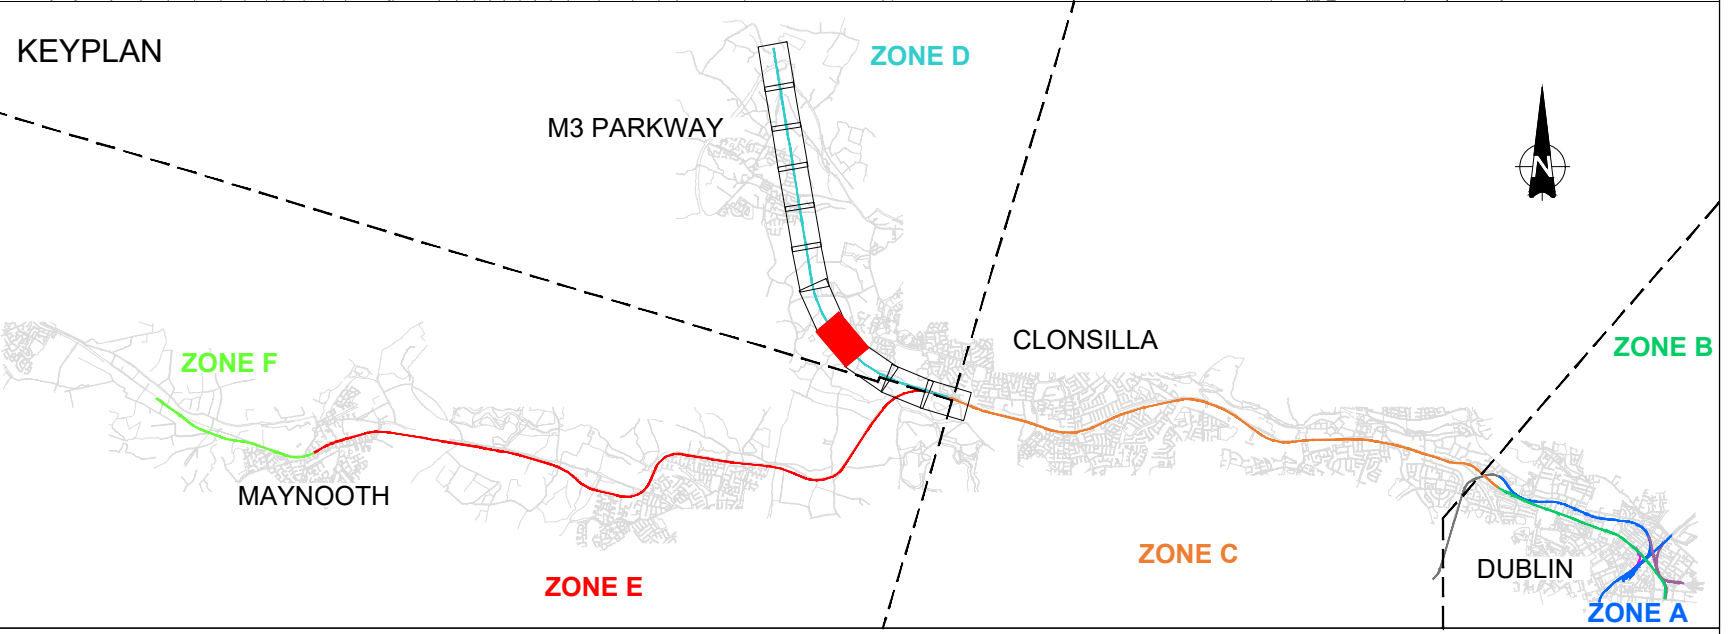 KEYPLAN
ZONE D
M3 PARKWAY
N
CLONSILLA
ZONE B
ZONE F
MAYNOOTH
ZONE C
DUBLIN
ZONE E
ZONE A